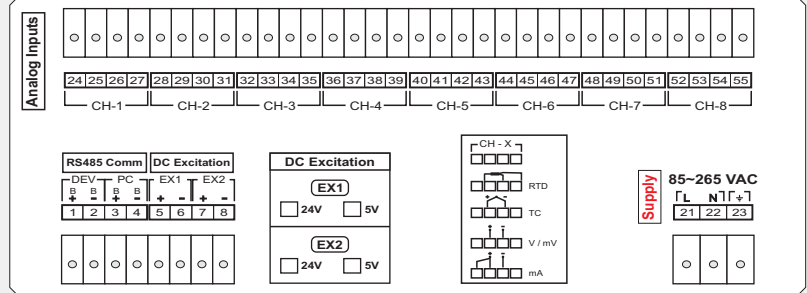 Analog Inputs
24 25 26 27 28 29 30 31 32 33 34 35 36 37 38 39 40 41 42 43 44 45 46 47 48 49 50 51 52 53 54 55
CH-1 CH-2 CH-3 CH-4 CH-5 CH-6 CH-7 CH-8
RS485 Comm DC Excitation
DEV PC EX1 EX2
B B B B
+ - + - + - + -
1 2 3 4 5 6 7 8
DC Excitation
EX1
24V 5V
EX2
24V 5V
CH - X
RTD
TC
+ -
V / mV
+ -
mA
Supply
85~265 VAC
L N ⏚
21 22 23